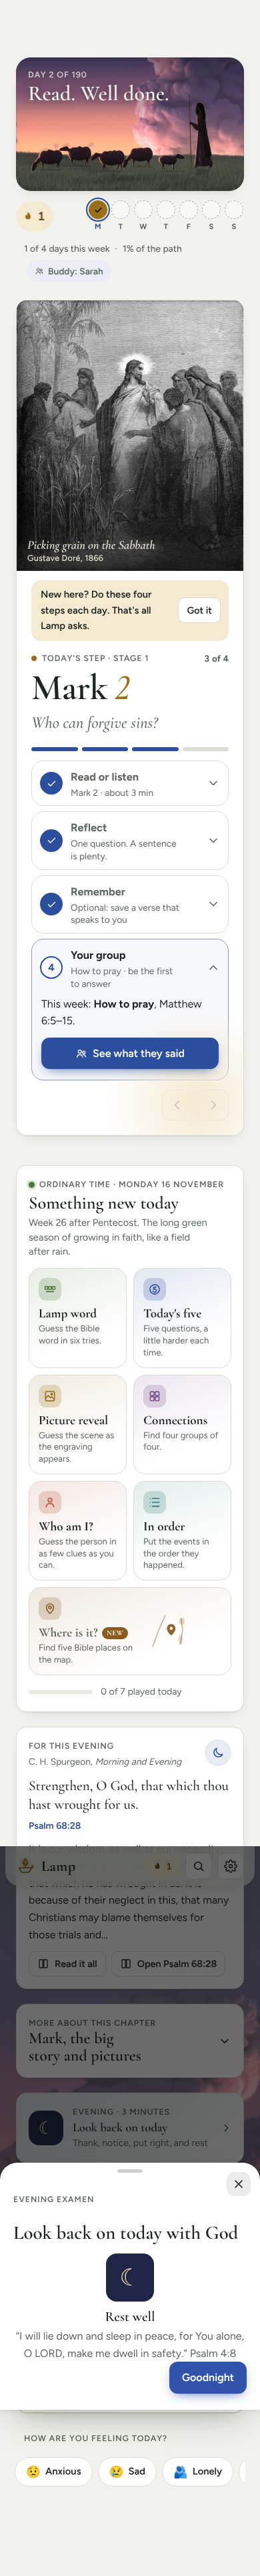 DAY 2 OF 190
Read. Well done.
1
M T W T F S S
1 of 4 days this week · 1% of the path
Buddy: Sarah
Picking grain on the Sabbath
Gustave Doré, 1866
New here? Do these four
steps each day. That's all
Lamp asks.
Got it
TODAY'S STEP · STAGE 1
3 of 4
Mark 2
Who can forgive sins?
Read or listen
Mark 2 · about 3 min
Reflect
One question. A sentence
is plenty.
Remember
Optional: save a verse that
speaks to you
4
Your group
How to pray · be the first
to answer
This week: How to pray, Matthew
6:5–15.
See what they said
ORDINARY TIME · MONDAY 16 NOVEMBER
Something new today
Week 26 after Pentecost. The long green
season of growing in faith, like a field
after rain.
Lamp word
Guess the Bible
word in six tries.
Today's five
Five questions, a
little harder each
time.
Picture reveal
Guess the scene as
the engraving
appears.
Connections
Find four groups of
four.
Who am I?
Guess the person in
as few clues as you
can.
In order
Put the events in
the order they
happened.
Where is it? NEW
Find five Bible places on
the map.
0 of 7 played today
FOR THIS EVENING
C. H. Spurgeon, Morning and Evening
Strengthen, O God, that which thou
hast wrought for us.
Psalm 68:28
Lamp
1
because of their neglect in this, that many
Christians may blame themselves for
those trials and...
Read it all
Open Psalm 68:28
MORE ABOUT THIS CHAPTER
Mark, the big
story and pictures
EVENING · 3 MINUTES
Look back on today
Thank, notice, put right, and rest
EVENING EXAMEN
Look back on today with God
Rest well
“I will lie down and sleep in peace, for You alone,
O LORD, make me dwell in safety.” Psalm 4:8
Goodnight
HOW ARE YOU FEELING TODAY?
Anxious
Sad
Lonely